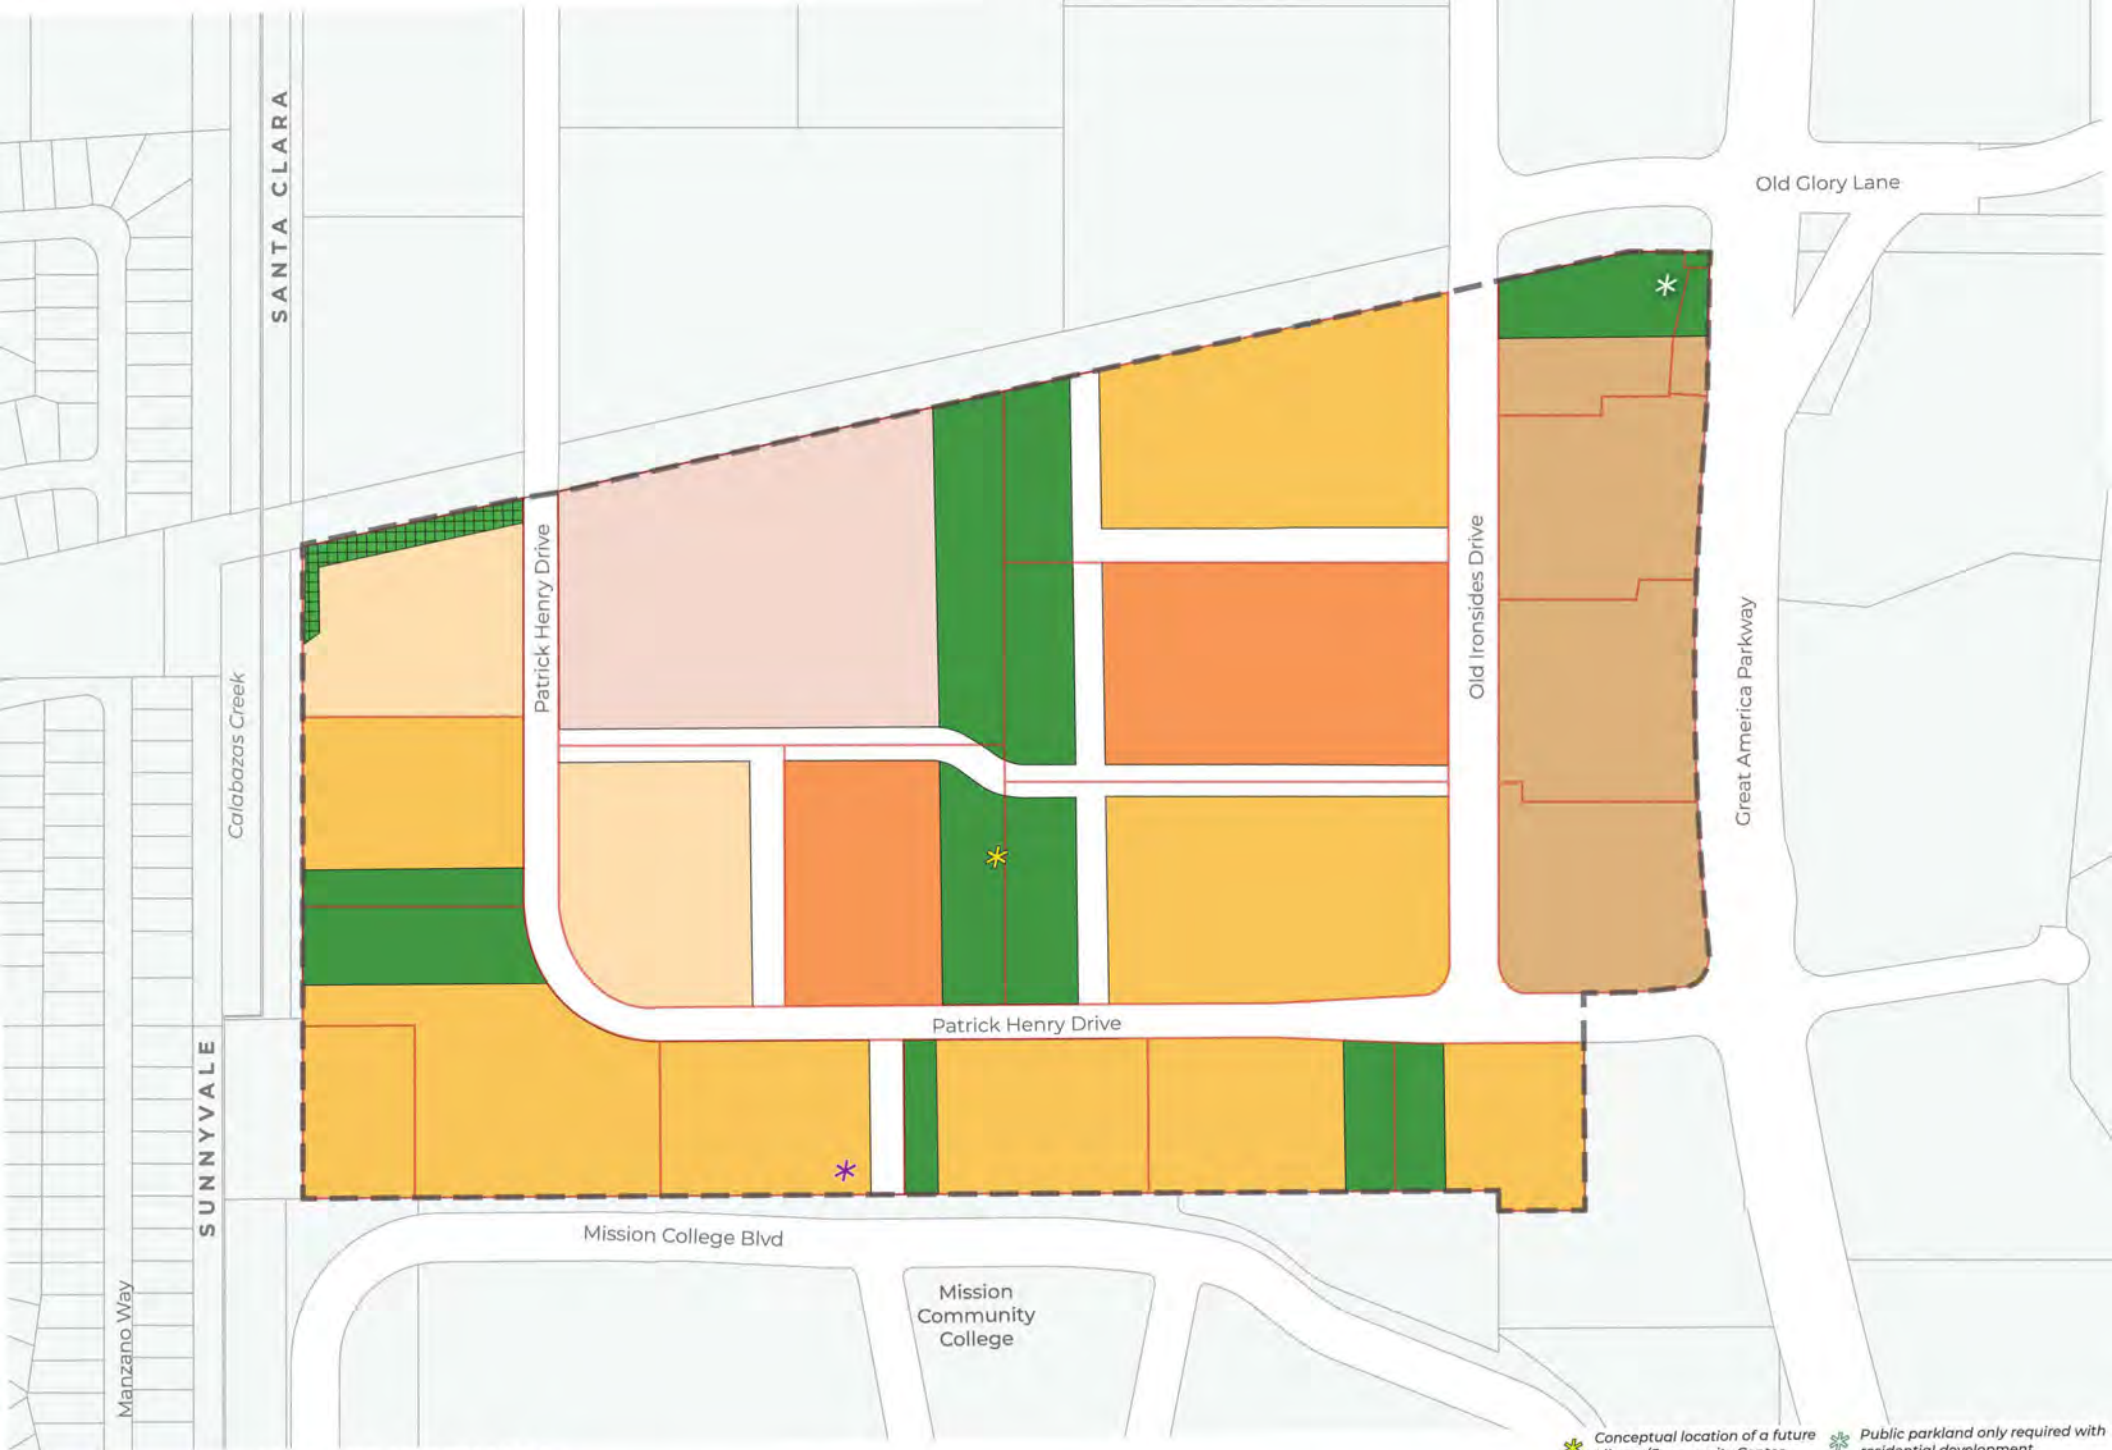 SANTA CLARA
Old Glory Lane
Patrick Henry Drive
Old Ironsides Drive
Great America Parkway
Calabazas Creek
Patrick Henry Drive
SUNNYVALE
Mission College Blvd
Manzano Way
Mission
Community
College
Conceptual location of a future
Public parkland only required with